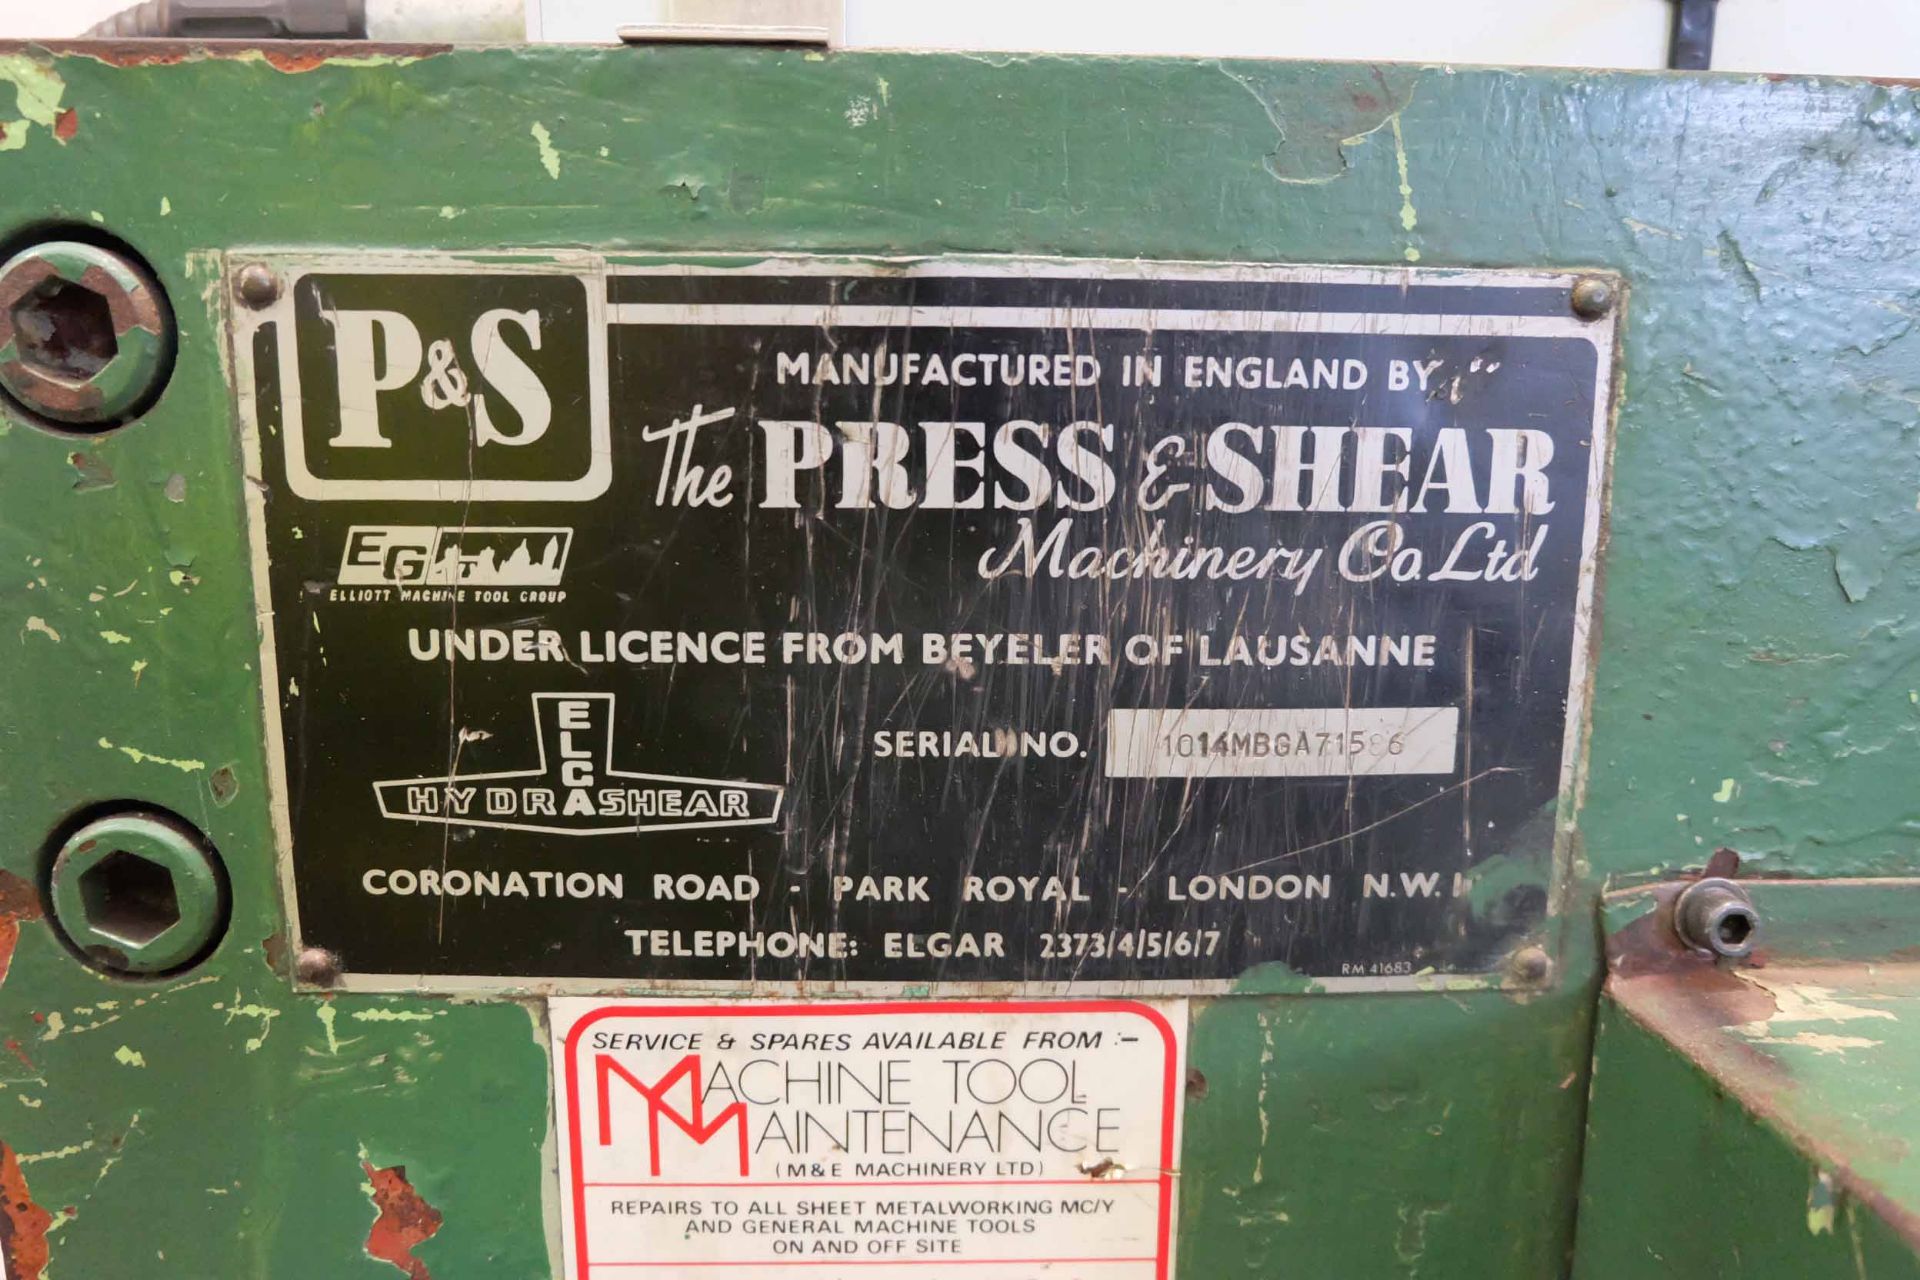 P&S
MANUFACTURED IN ENGLAND BY
The PRESS & SHEAR
Machinery Co. Ltd
EGT
ELLIOTT MACHINE TOOL GROUP
UNDER LICENCE FROM BEYELER OF LAUSANNE
ELGA
HYDRASHEAR
SERIAL NO.
CORONATION ROAD - PARK ROYAL - LONDON N.W.
TELEPHONE: ELGAR 2373/4/5/6/7
RM 41683
SERVICE & SPARES AVAILABLE FROM :-
MACHINE TOOL
MAINTENANCE
(M&E MACHINERY LTD)
REPAIRS TO ALL SHEET METALWORKING MC/Y
AND GENERAL MACHINE TOOLS
ON AND OFF SITE